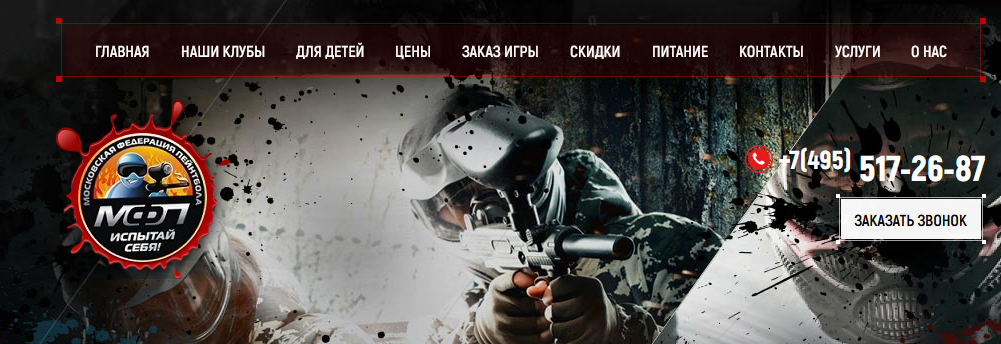 ГЛАВНАЯ НАШИ КЛУБЫ ДЛЯ ДЕТЕЙ ЦЕНЫ ЗАКАЗ ИГРЫ СКИДКИ ПИТАНИЕ КОНТАКТЫ УСЛУГИ О НАС
МОСКОВСКАЯ ФЕДЕРАЦИЯ ПЕЙНТБОЛА
МФП
ИСПЫТАЙ
СЕБЯ!
+7(495) 517-26-87
ЗАКАЗАТЬ ЗВОНОК